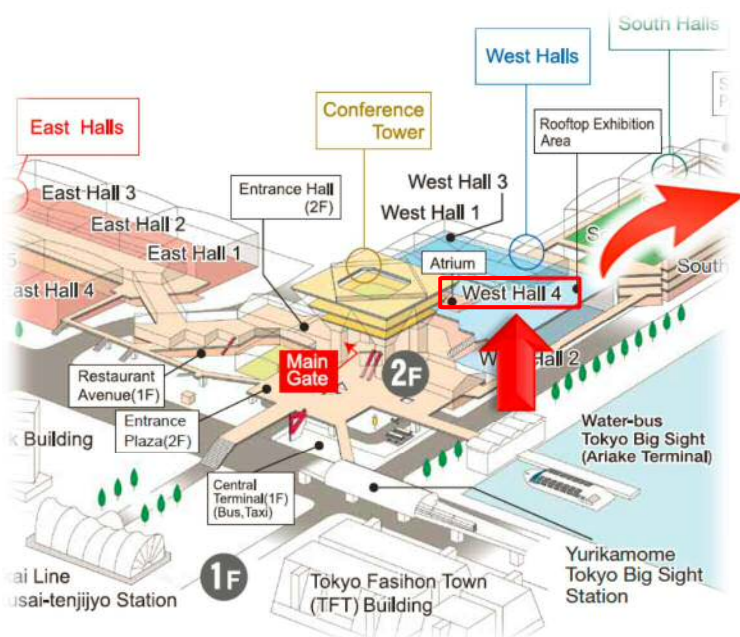 South Halls
West Halls
Conference
Tower
East Halls
Rooftop Exhibition
Area
East Hall 3
East Hall 2
East Hall 1
East Hall 4
Entrance Hall
(2F)
West Hall 3
West Hall 1
Atrium
West Hall 4
South
Main
Gate
2F
Hall 2
Restaurant
Avenue(1F)
Entrance
Plaza(2F)
Building
Central
Terminal(1F)
(Bus,Taxi)
Water-bus
Tokyo Big Sight
(Ariake Terminal)
1F
kai Line
usai-tenjijyo Station
Tokyo Fasihon Town
(TFT) Building
Yurikamome
Tokyo Big Sight
Station